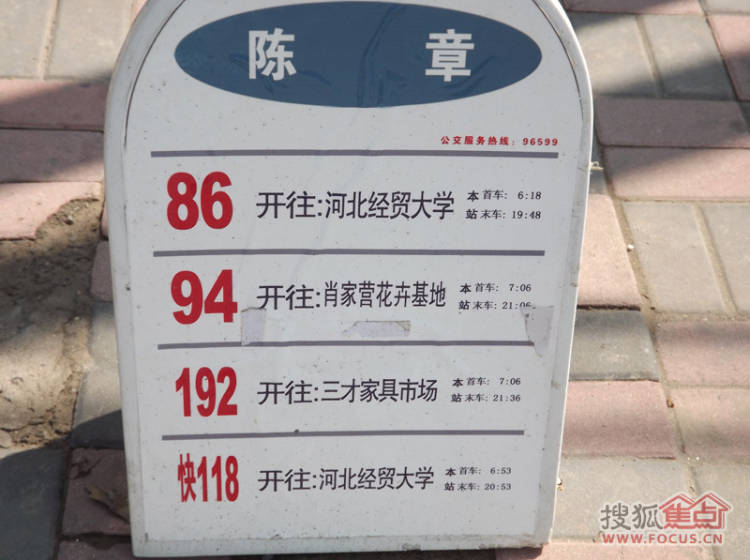 陈 章
公交服务热线：96599
86 开往:河北经贸大学 本站 首车: 6:18 末车: 19:48
94 开往:肖家营花卉基地 本站 首车: 7:06 末车: 21:06
192 开往:三才家具市场 本站 首车: 7:06 末车: 21:36
快118 开往:河北经贸大学 本站 首车: 6:53 末车: 20:53
搜狐焦点
WWW.FOCUS.CN